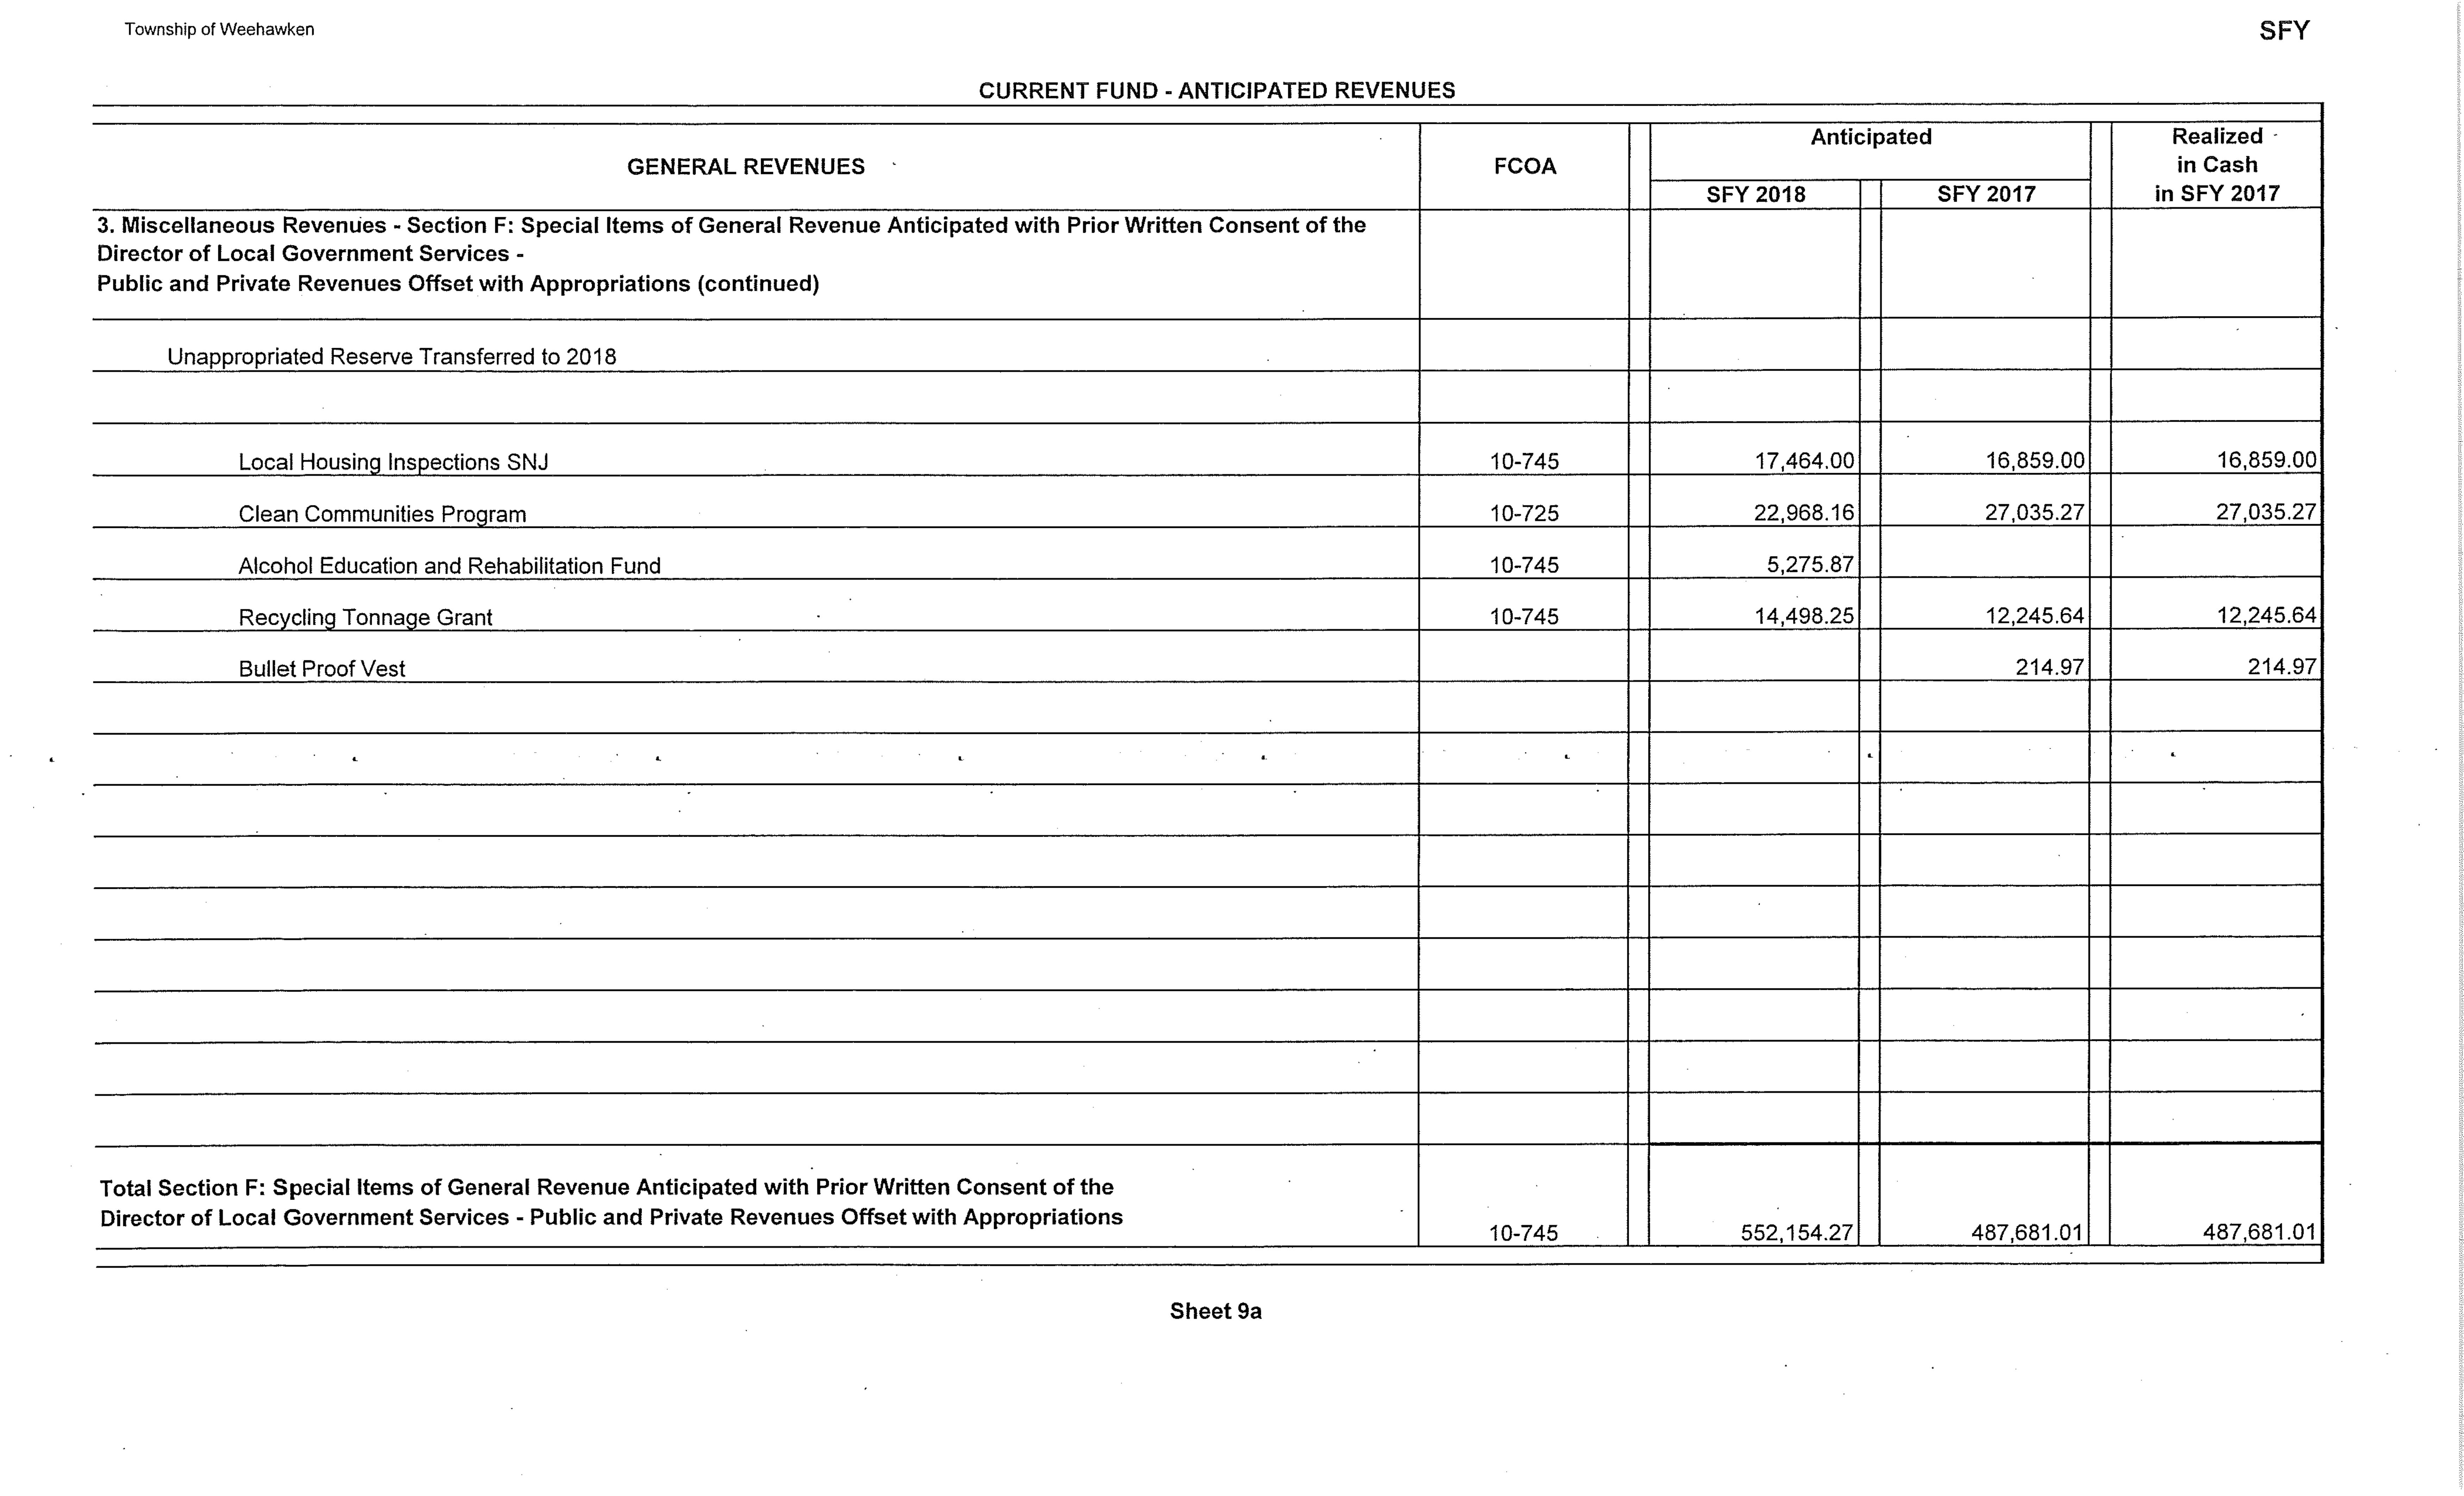 Township of Weehawken
SFY
CURRENT FUND - ANTICIPATED REVENUES
GENERAL REVENUES
FCOA
Anticipated
Realized
in Cash
in SFY 2017
SFY 2018
SFY 2017
3. Miscellaneous Revenues - Section F: Special Items of General Revenue Anticipated with Prior Written Consent of the
Director of Local Government Services -
Public and Private Revenues Offset with Appropriations (continued)
Unappropriated Reserve Transferred to 2018
Local Housing Inspections SNJ 10-745 17,464.00 16,859.00 16,859.00
Clean Communities Program 10-725 22,968.16 27,035.27 27,035.27
Alcohol Education and Rehabilitation Fund 10-745 5,275.87
Recycling Tonnage Grant 10-745 14,498.25 12,245.64 12,245.64
Bullet Proof Vest 214.97 214.97
Total Section F: Special Items of General Revenue Anticipated with Prior Written Consent of the
Director of Local Government Services - Public and Private Revenues Offset with Appropriations
10-745 552,154.27 487,681.01 487,681.01
Sheet 9a